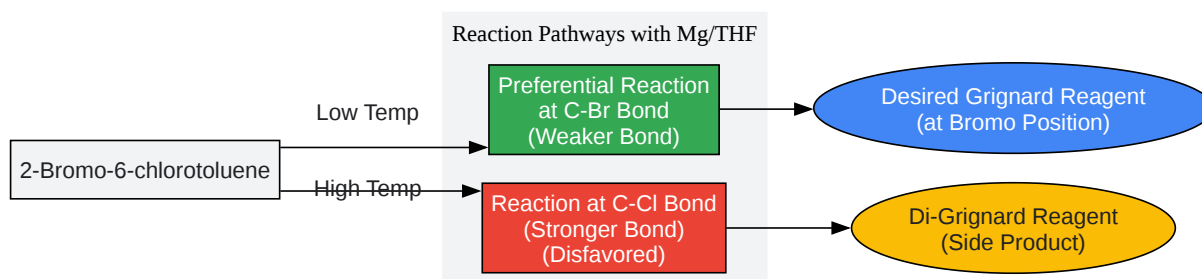 Reaction Pathways with Mg/THF
2-Bromo-6-chlorotoluene
Low Temp
High Temp
Preferential Reaction
at C-Br Bond
(Weaker Bond)
Desired Grignard Reagent
(at Bromo Position)
Reaction at C-Cl Bond
(Stronger Bond)
(Disfavored)
Di-Grignard Reagent
(Side Product)